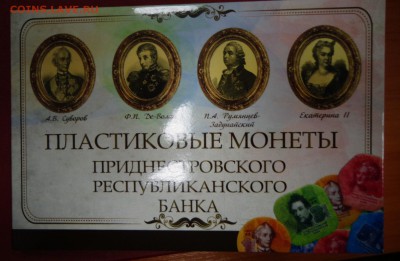 COINS.LAVE.RU
А.В. Суворов
Ф.П. Де-Волан
П.А. Румянцев-
Задунайский
Екатерина II
ПЛАСТИКОВЫЕ МОНЕТЫ
ПРИДНЕСТРОВСКОГО
РЕСПУБЛИКАНСКОГО
БАНКА